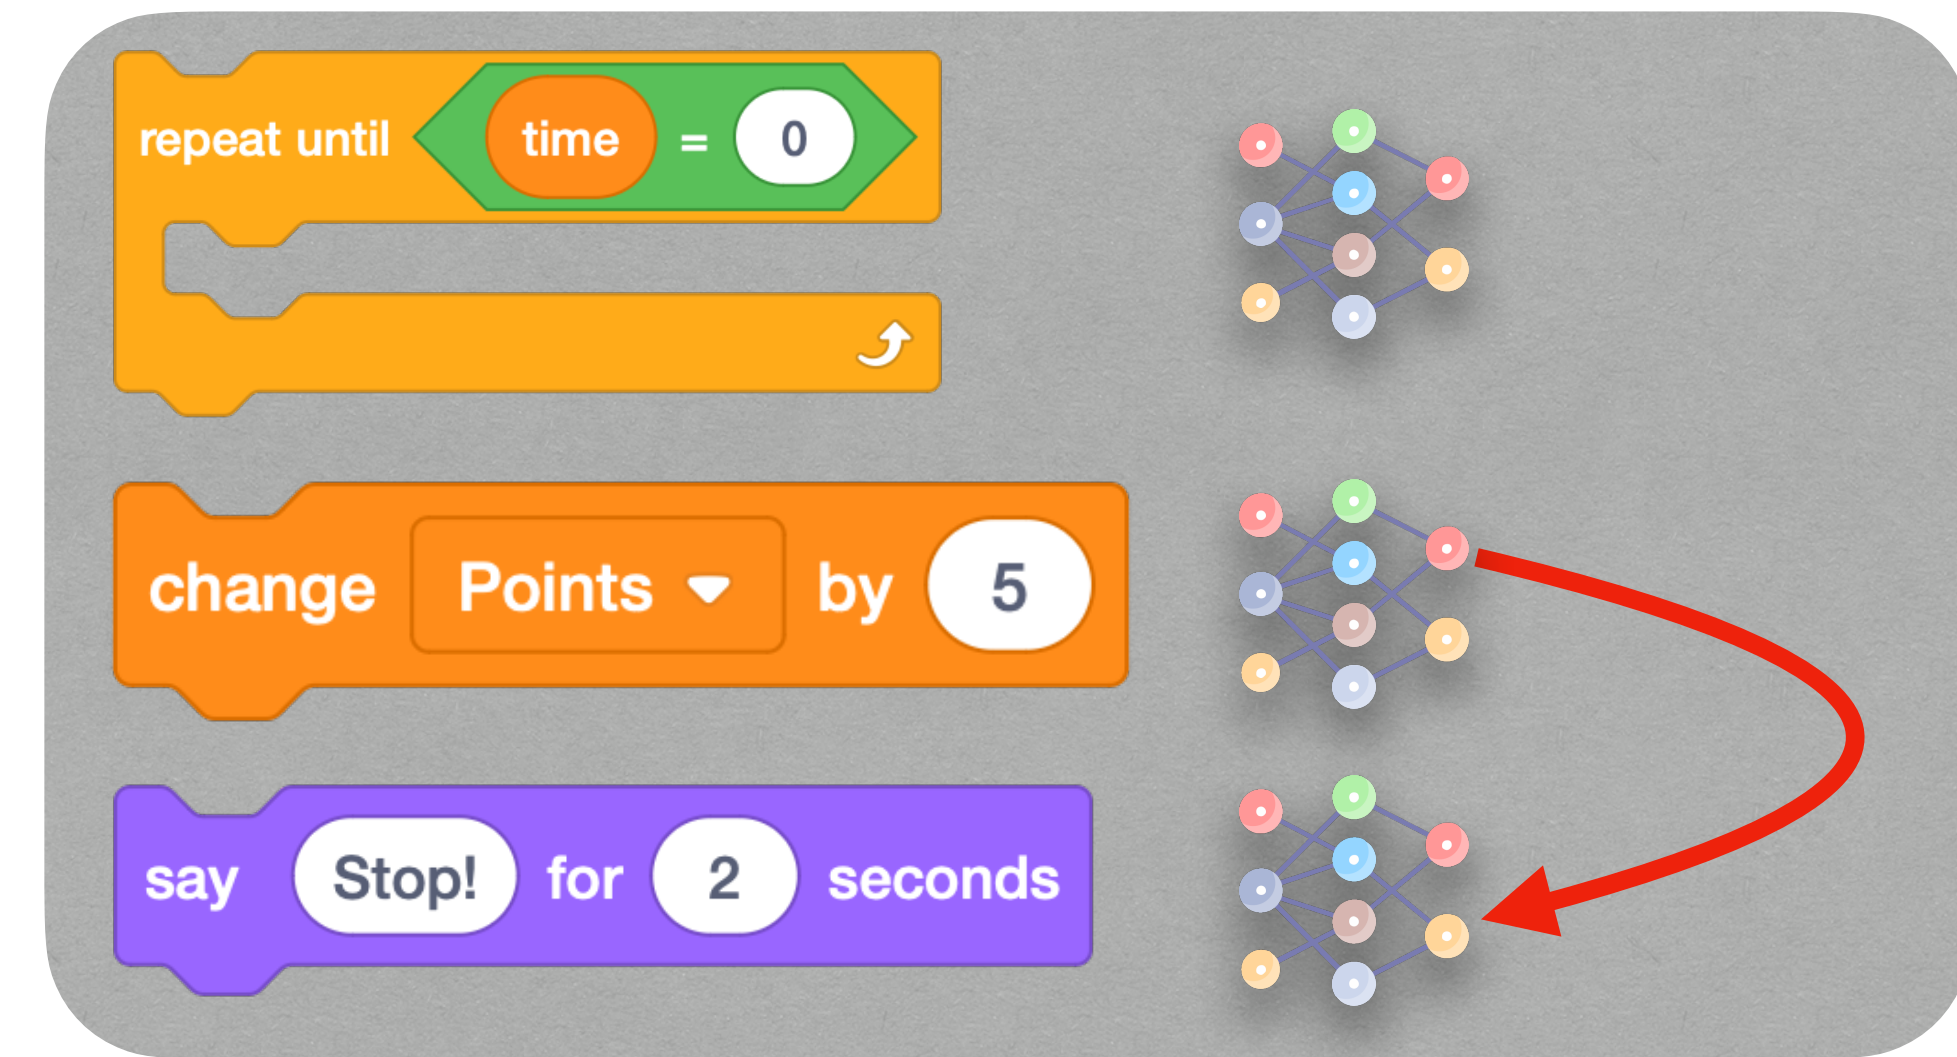 repeat until time = 0
change Points by 5
say Stop! for 2 seconds